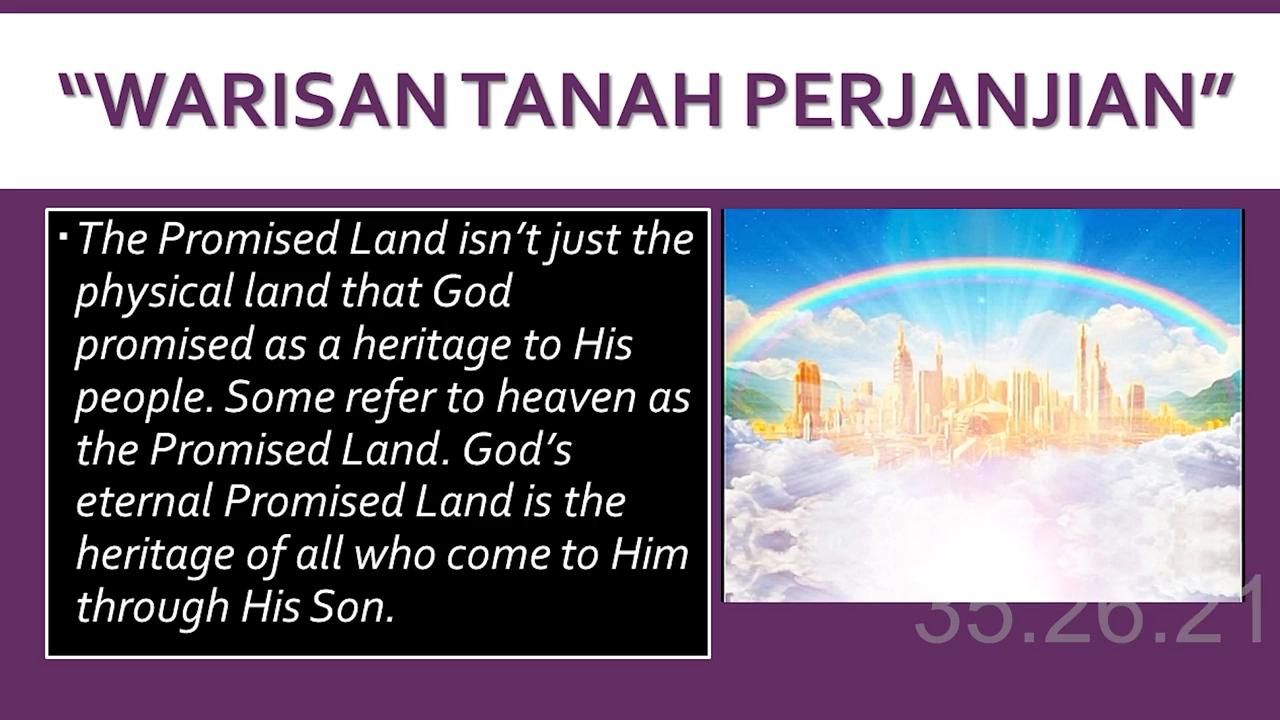 “WARISAN TANAH PERJANJIAN”
▪ The Promised Land isn’t just the
physical land that God
promised as a heritage to His
people. Some refer to heaven as
the Promised Land. God’s
eternal Promised Land is the
heritage of all who come to Him
through His Son.
35.26.21